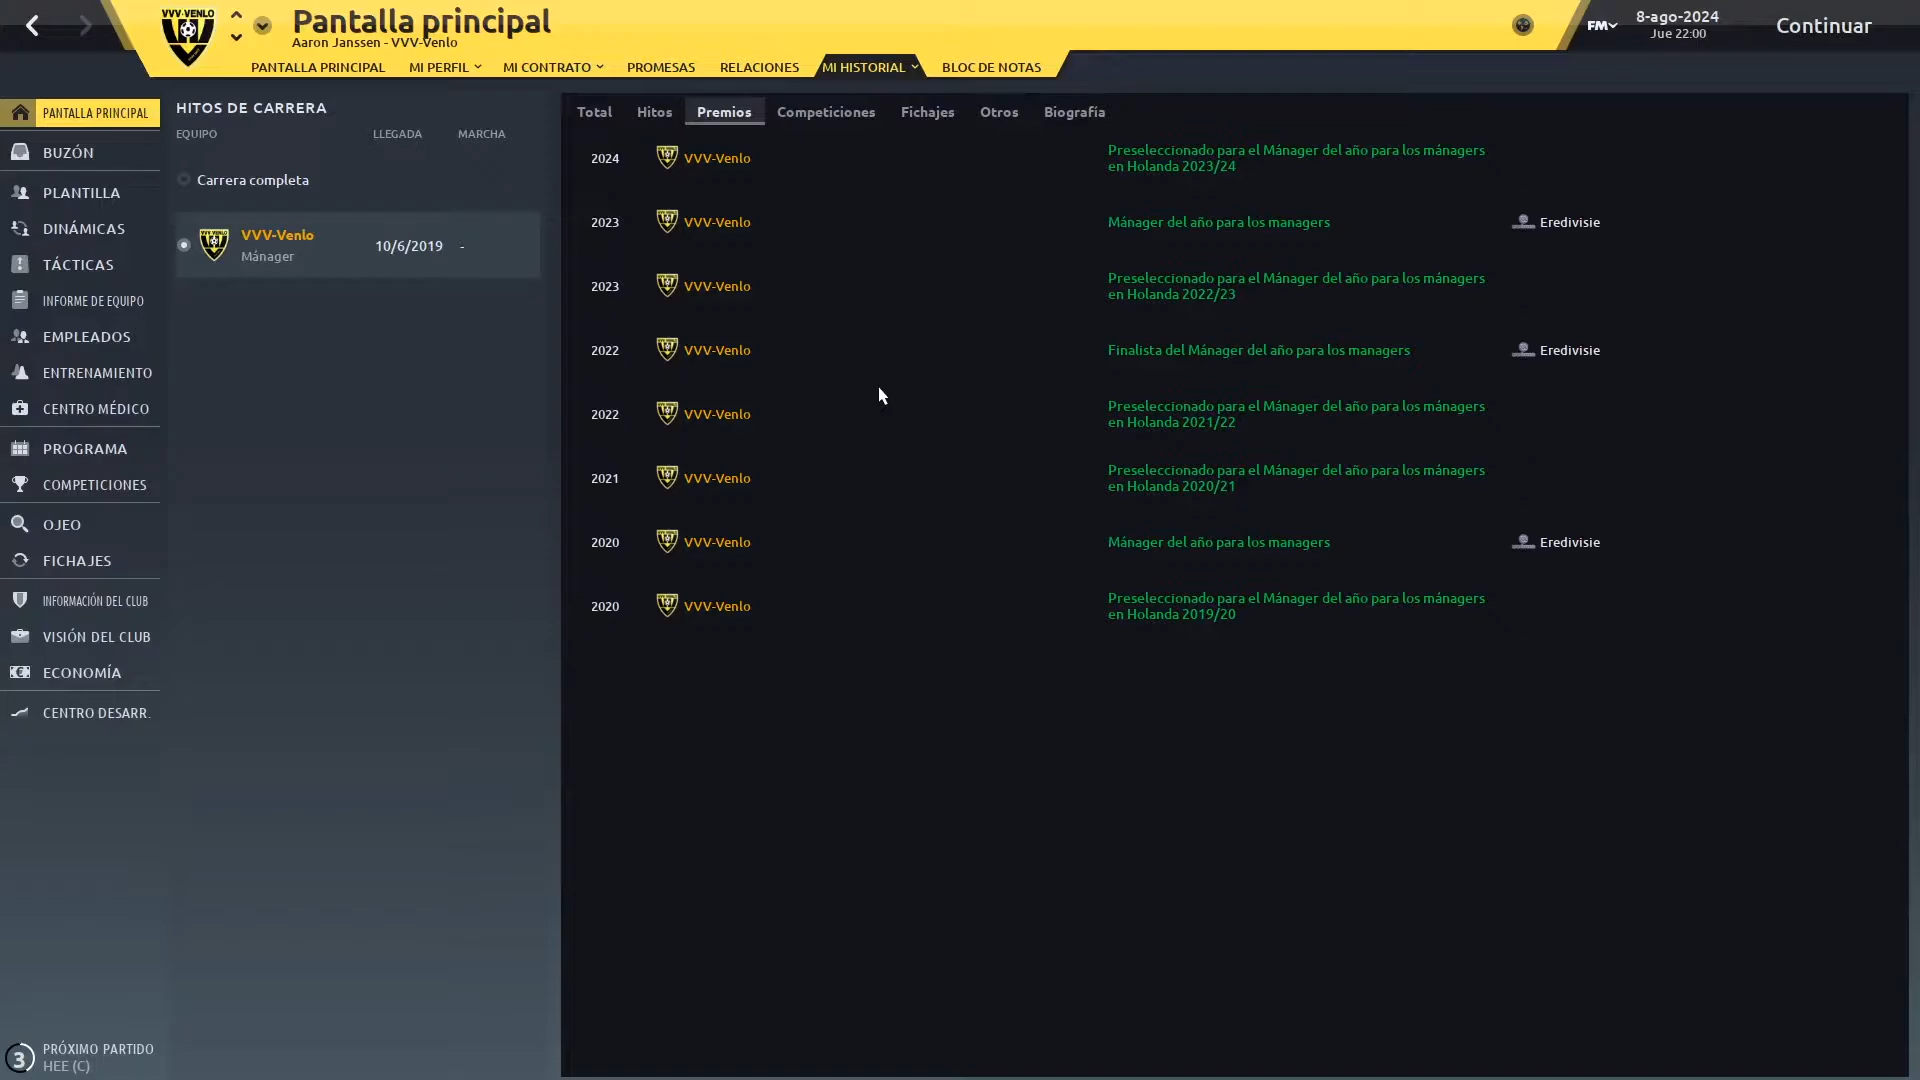 VVV-VENLO
Pantalla principal
Aaron Janssen - VVV-Venlo
FM
8-ago-2024
Jue 22:00
Continuar
PANTALLA PRINCIPAL
MI PERFIL
MI CONTRATO
PROMESAS
RELACIONES
MI HISTORIAL
BLOC DE NOTAS
PANTALLA PRINCIPAL
BUZÓN
PLANTILLA
DINÁMICAS
TÁCTICAS
INFORME DE EQUIPO
EMPLEADOS
ENTRENAMIENTO
CENTRO MÉDICO
PROGRAMA
COMPETICIONES
OJEO
FICHAJES
INFORMACIÓN DEL CLUB
VISIÓN DEL CLUB
ECONOMÍA
CENTRO DESARR.
3
PRÓXIMO PARTIDO
HEE (C)
HITOS DE CARRERA
EQUIPO LLEGADA MARCHA
Carrera completa
VVV-Venlo
Mánager
10/6/2019 -
Total Hitos Premios Competiciones Fichajes Otros Biografía
2024 VVV-Venlo Preseleccionado para el Mánager del año para los mánagers
en Holanda 2023/24
2023 VVV-Venlo Mánager del año para los managers Eredivisie
2023 VVV-Venlo Preseleccionado para el Mánager del año para los mánagers
en Holanda 2022/23
2022 VVV-Venlo Finalista del Mánager del año para los managers Eredivisie
2022 VVV-Venlo Preseleccionado para el Mánager del año para los mánagers
en Holanda 2021/22
2021 VVV-Venlo Preseleccionado para el Mánager del año para los mánagers
en Holanda 2020/21
2020 VVV-Venlo Mánager del año para los managers Eredivisie
2020 VVV-Venlo Preseleccionado para el Mánager del año para los mánagers
en Holanda 2019/20